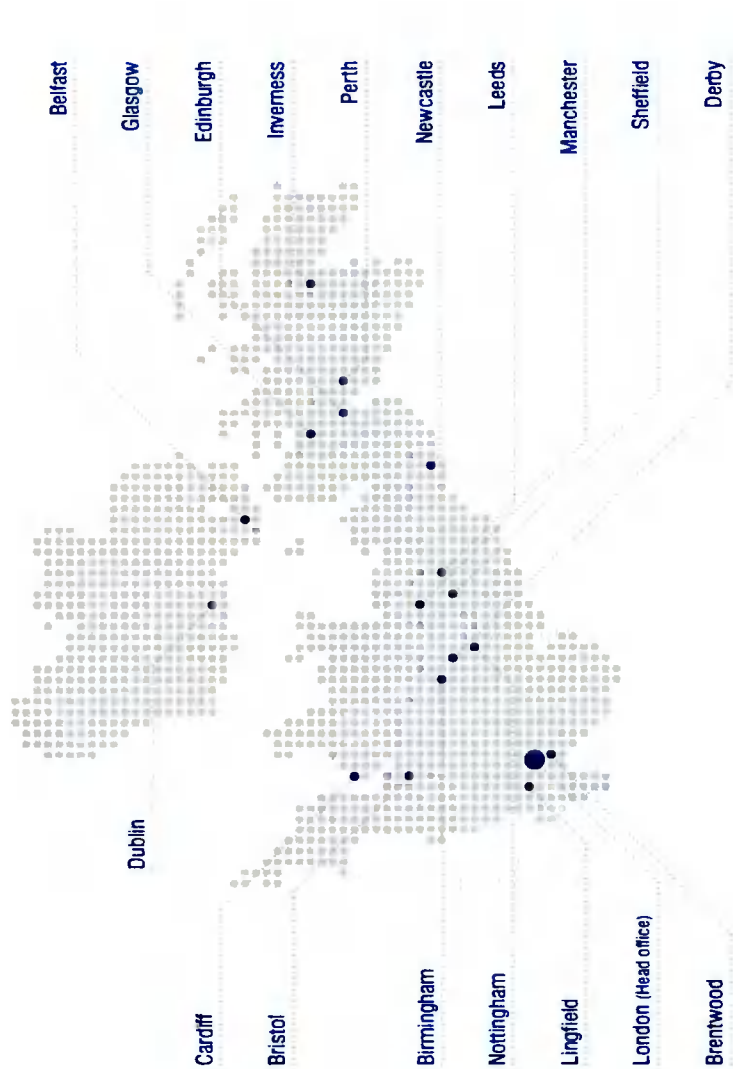 Belfast
Glasgow
Edinburgh
Inverness
Perth
Newcastle
Leeds
Manchester
Sheffield
Derby
Dublin
Cardiff
Bristol
Birmingham
Nottingham
Lingfield
London (Head office)
Brentwood